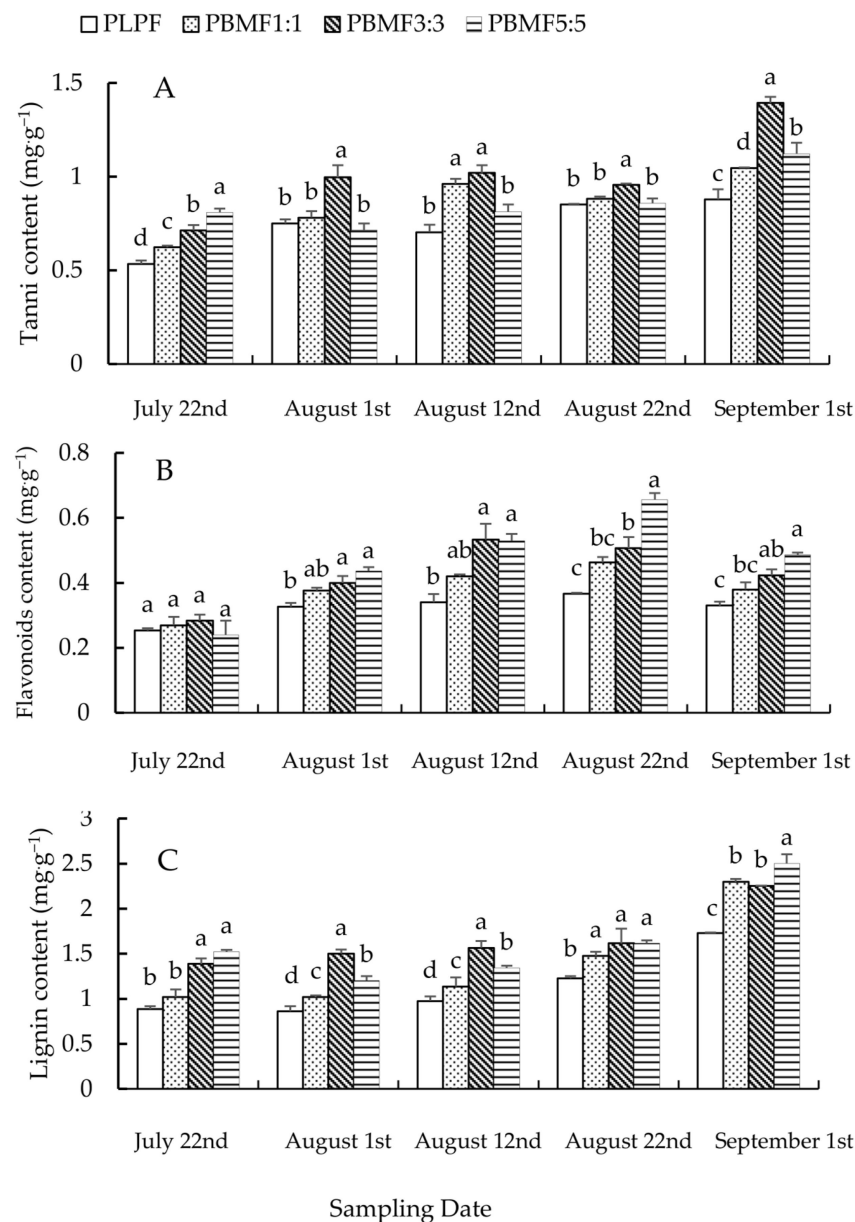 PLPF PBMF1:1 PBMF3:3 PBMF5:5
A
Tanni content (mg·g⁻¹)
1.5
1
0.5
0
d c b a
b b a b
b a a b
b b a b
c d a b
July 22nd August 1st August 12nd August 22nd September 1st
B
Flavonoids content (mg·g⁻¹)
0.8
0.6
0.4
0.2
0
a a a a
b ab a a
b ab a a
c bc b a
c bc ab a
July 22nd August 1st August 12nd August 22nd September 1st
C
Lignin content (mg·g⁻¹)
3
2.5
2
1.5
1
0.5
0
b b a a
d c a b
d c a b
b a a a
c b b a
July 22nd August 1st August 12nd August 22nd September 1st
Sampling Date